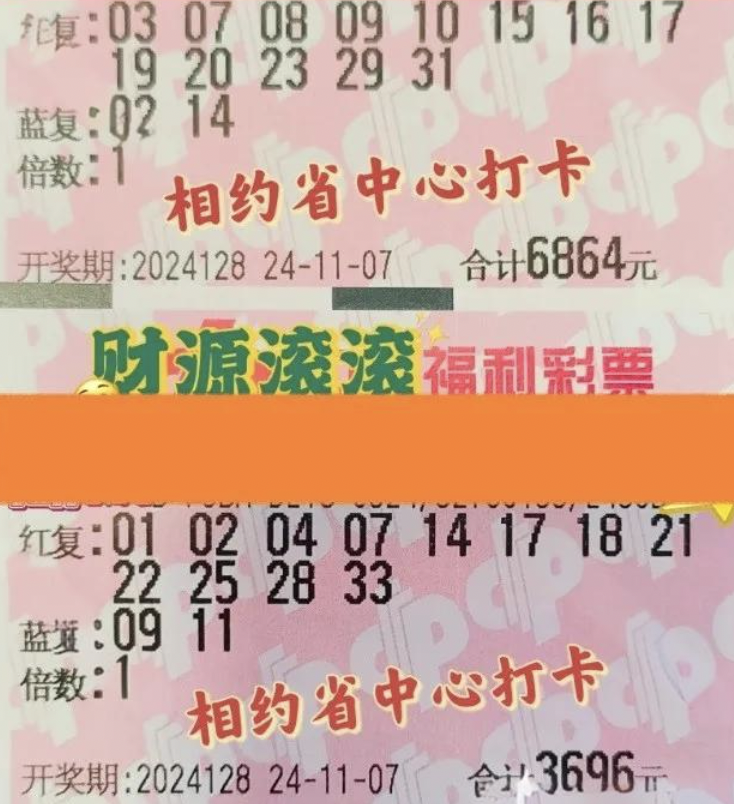 红复:03 07 08 09 10 15 16 17
19 20 23 29 31
蓝复:02 14
倍数:1
相约省中心打卡
开奖期:2024128 24-11-07 合计6864元
财源滚滚 福利彩票
红复:01 02 04 07 14 17 18 21
22 25 28 33
蓝复:09 11
倍数:1
相约省中心打卡
开奖期:2024128 24-11-07 合计3696元